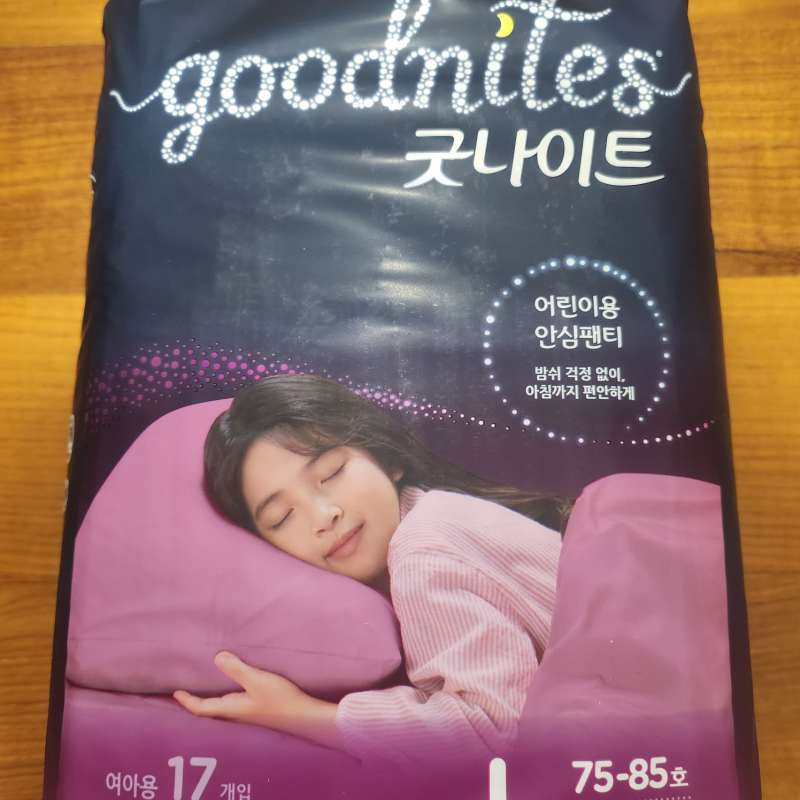 goodnites
굿나이트
어린이용
안심팬티
밤쉬 걱정 없이,
아침까지 편안하게
여아용 17 개입
75-85호